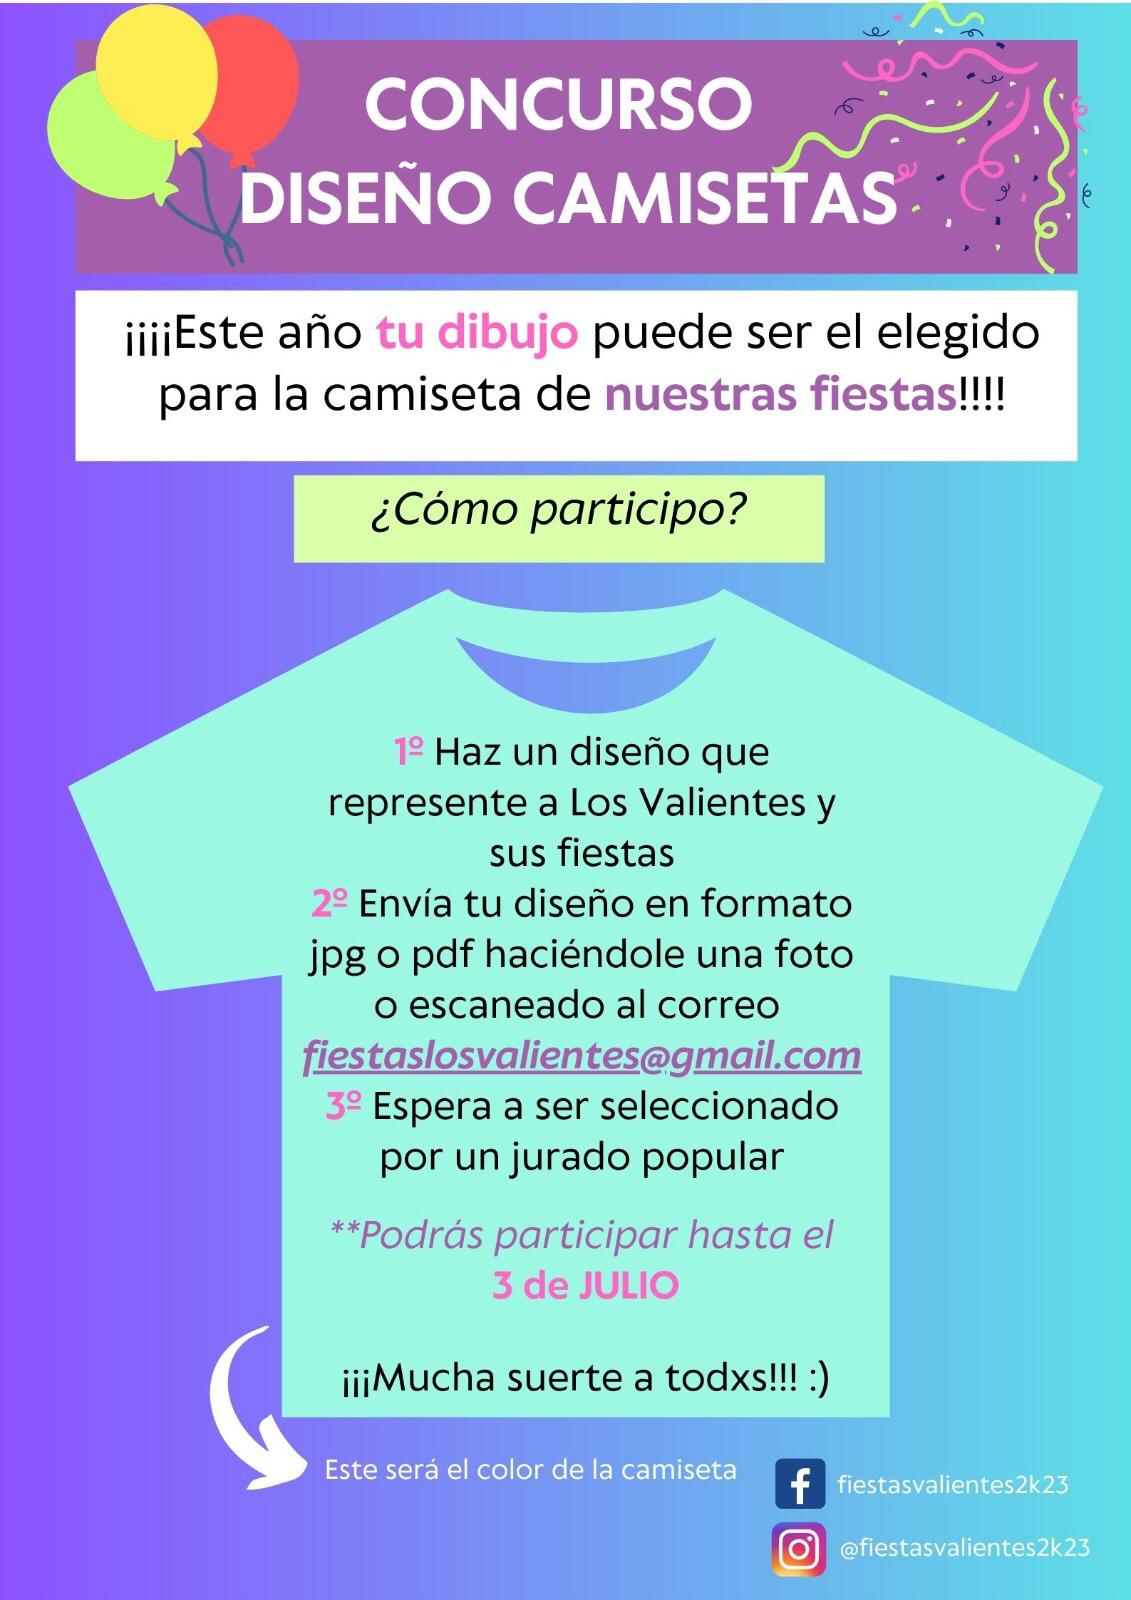 CONCURSO
DISEÑO CAMISETAS
¡¡¡¡Este año tu dibujo puede ser el elegido
para la camiseta de nuestras fiestas!!!!
¿Cómo participo?
1º Haz un diseño que
represente a Los Valientes y
sus fiestas
2º Envía tu diseño en formato
jpg o pdf haciéndole una foto
o escaneado al correo
fiestaslosvalientes@gmail.com
3º Espera a ser seleccionado
por un jurado popular
**Podrás participar hasta el
3 de JULIO
¡¡¡Mucha suerte a todxs!!! :)
Este será el color de la camiseta
fiestasvalientes2k23
@fiestasvalientes2k23